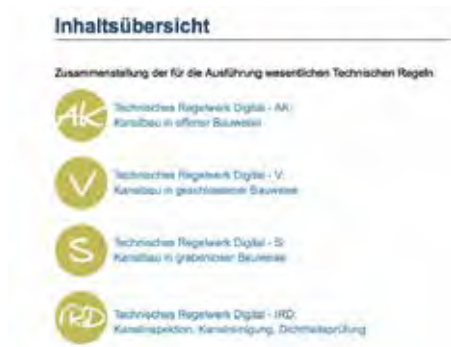 Inhaltsübersicht
Zusammenstellung der für die Ausführung wesentlichen Technischen Regeln
AK
Technisches Regelwerk Digital - AK:
Kanalbau in offener Bauweise
V
Technisches Regelwerk Digital - V:
Kanalbau in geschlossener Bauweise
S
Technisches Regelwerk Digital - S:
Kanalbau in grabenloser Bauweise
IRD
Technisches Regelwerk Digital - IRD:
Kanalinspektion, Kanalreinigung, Dichtheitsprüfung